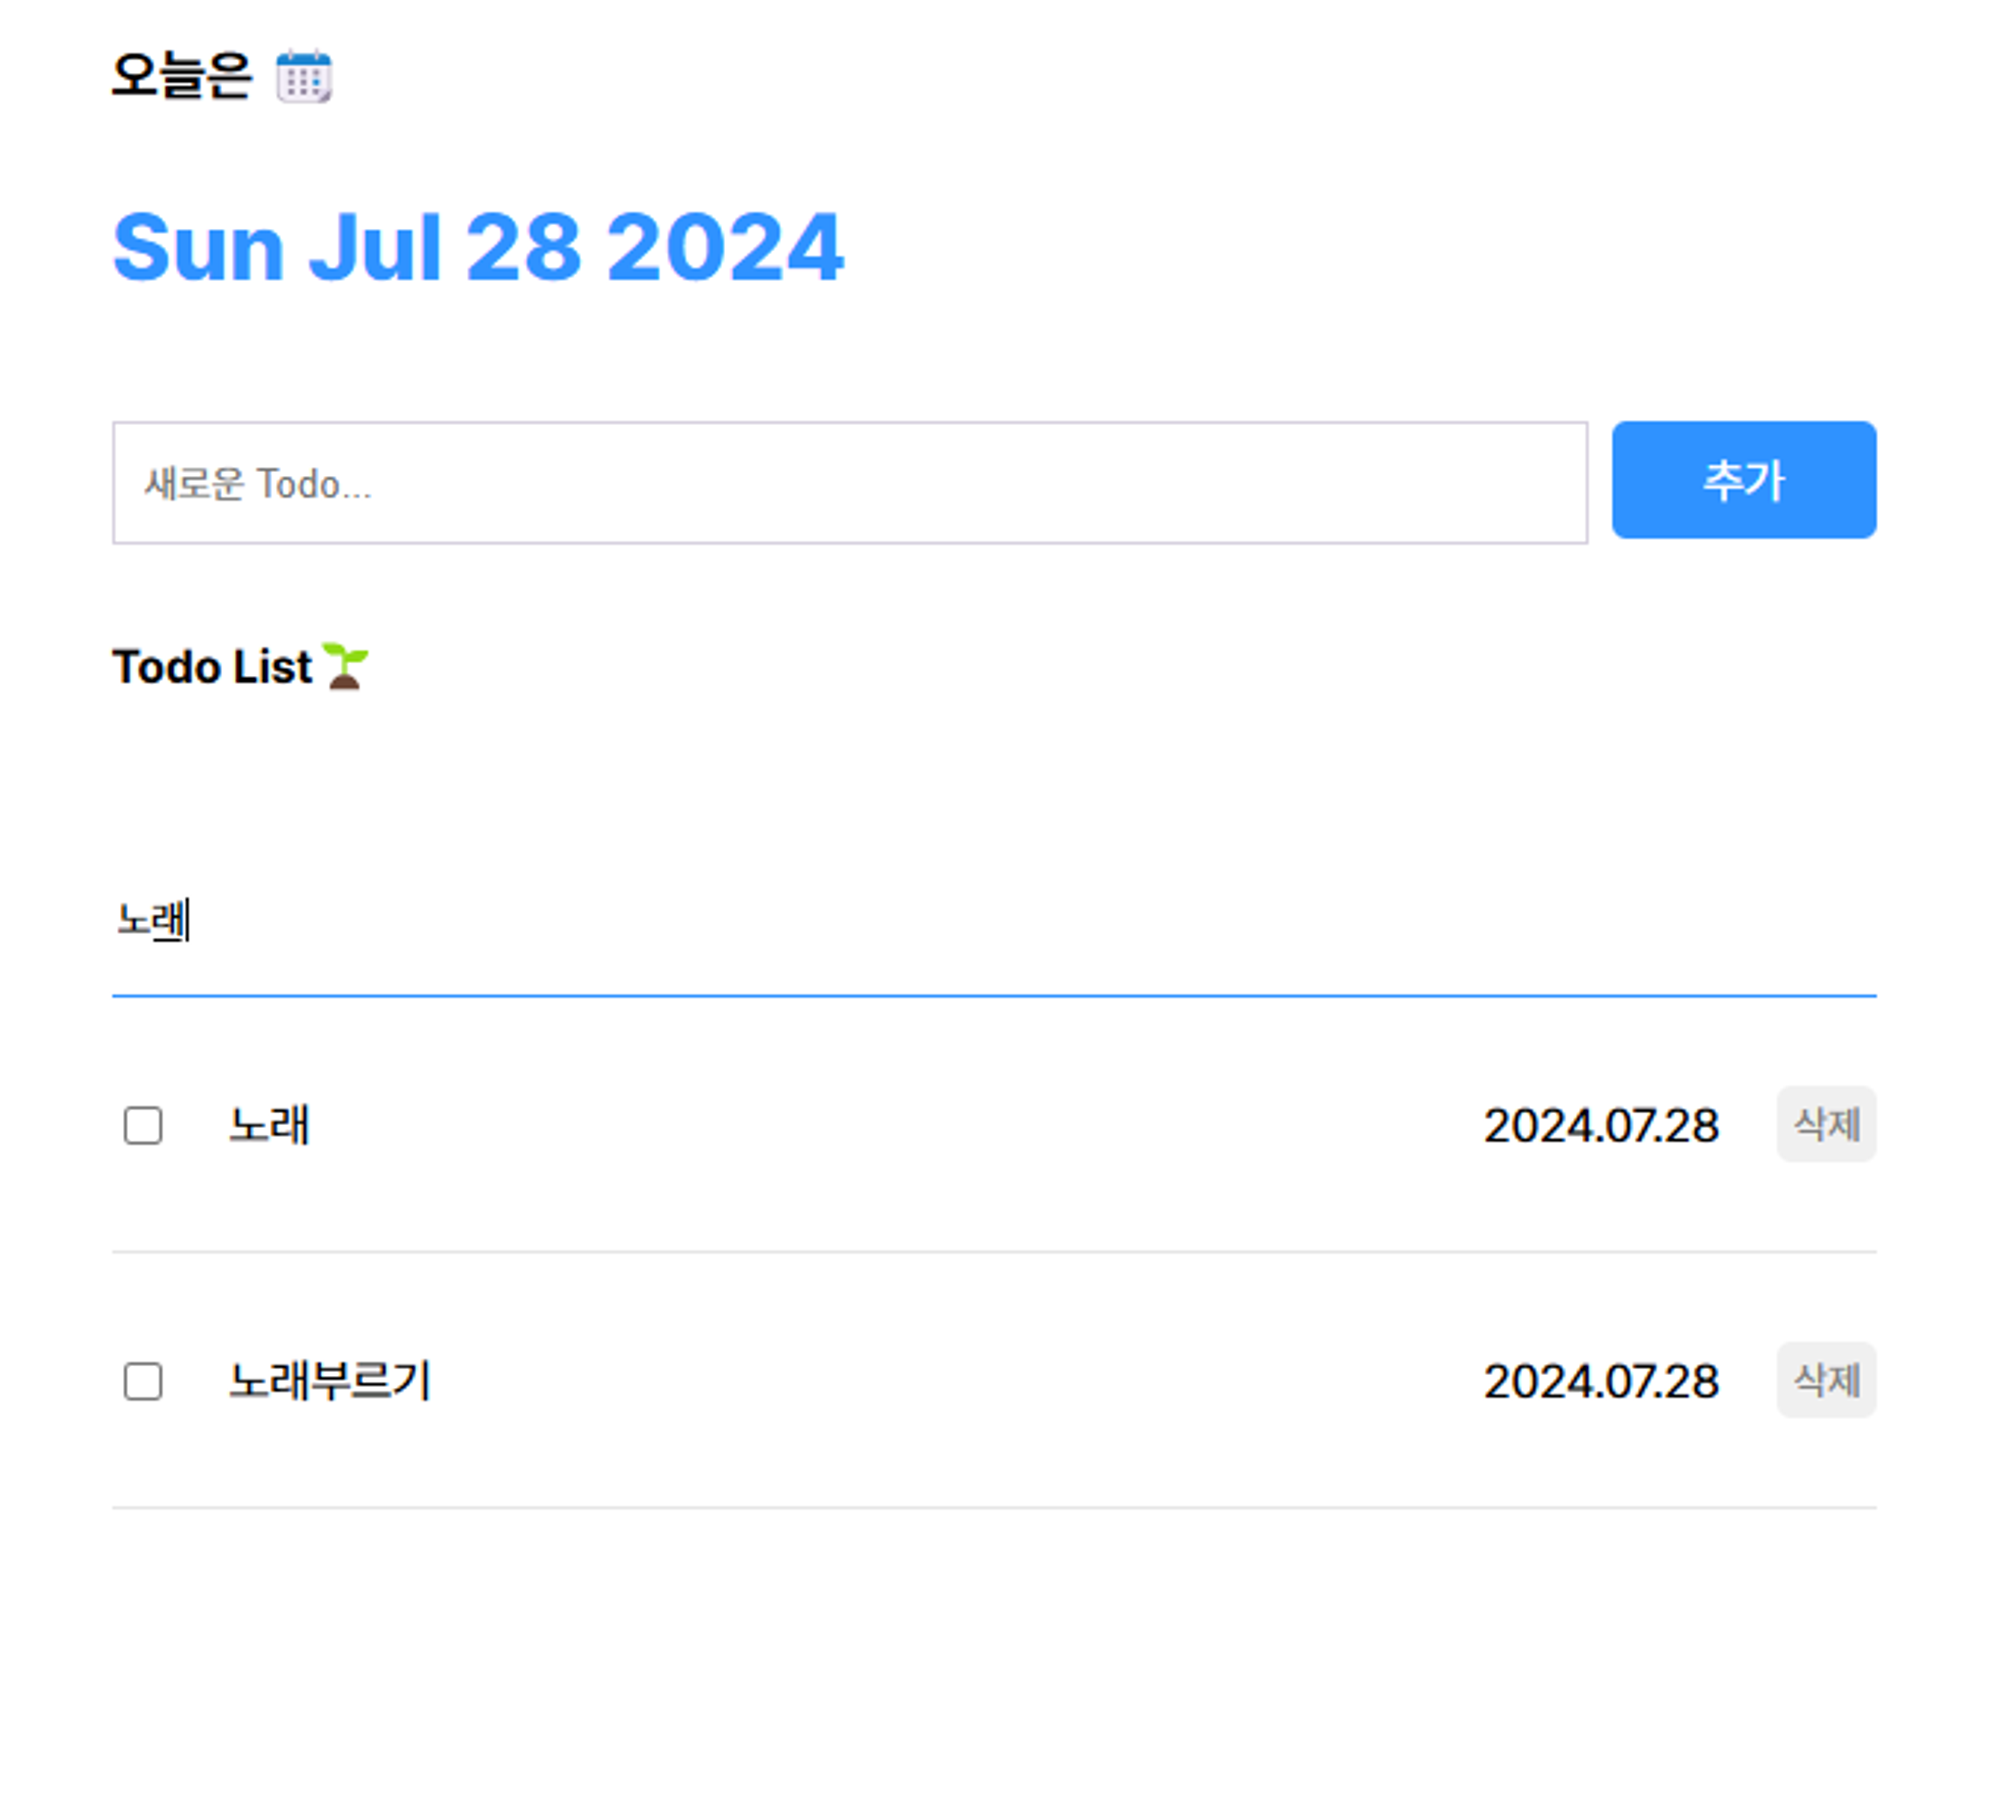 오늘은 📅
Sun Jul 28 2024
새로운 Todo...
추가
Todo List🌱
노래
노래 2024.07.28 삭제
노래부르기 2024.07.28 삭제